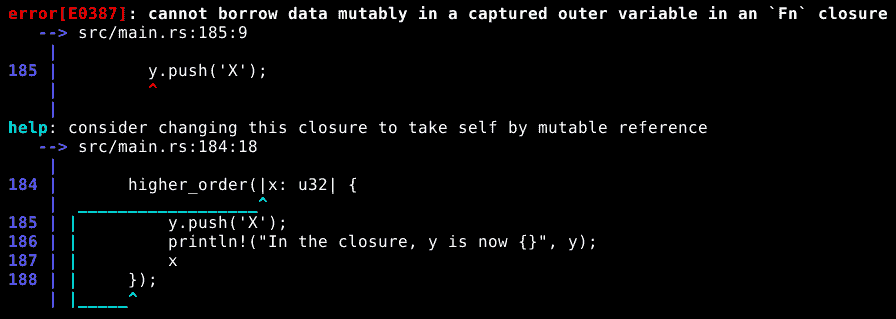 error[E0387]: cannot borrow data mutably in a captured outer variable in an `Fn` closure
   --> src/main.rs:185:9
    |
185 |         y.push('X');
    |         ^
    |
help: consider changing this closure to take self by mutable reference
   --> src/main.rs:184:18
    |
184 |       higher_order(|x: u32| {
    |  __________________^
185 | |         y.push('X');
186 | |         println!("In the closure, y is now {}", y);
187 | |         x
188 | |     });
    | |_____^